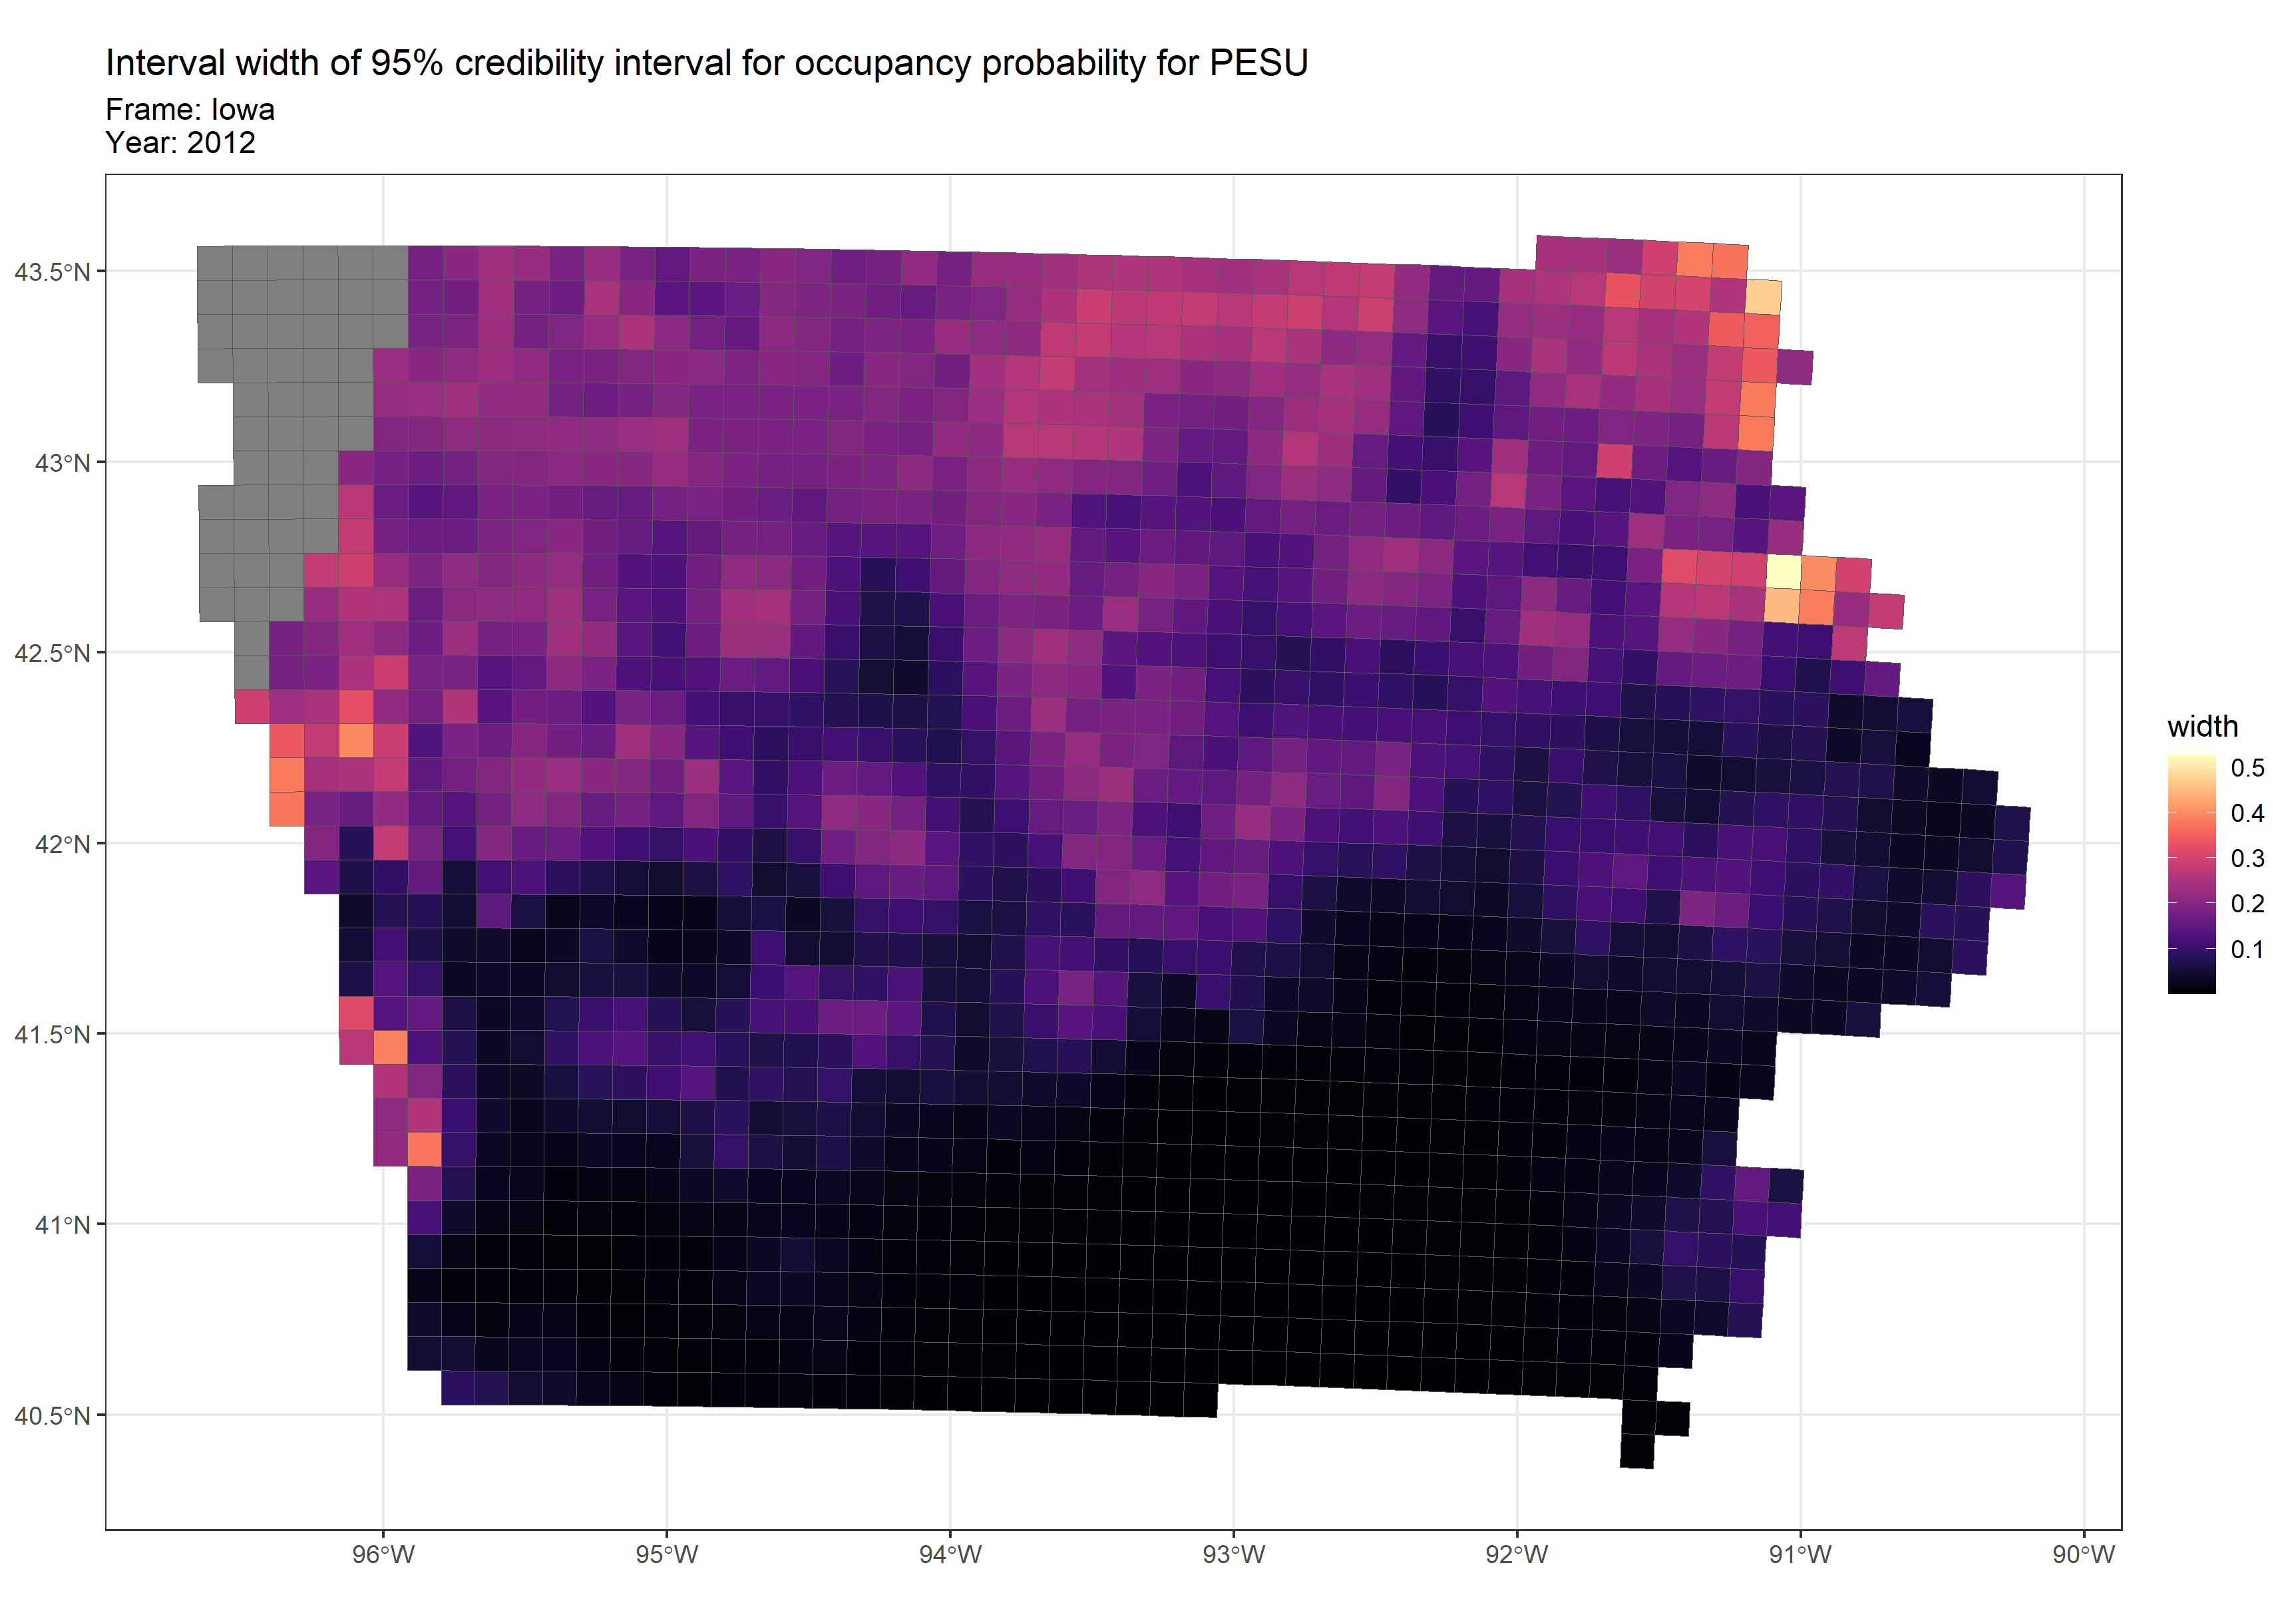 Interval width of 95% credibility interval for occupancy probability for PESU
Frame: Iowa
Year: 2012
43.5°N
43°N
42.5°N
42°N
41.5°N
41°N
40.5°N
96°W
95°W
94°W
93°W
92°W
91°W
90°W
width
0.5
0.4
0.3
0.2
0.1